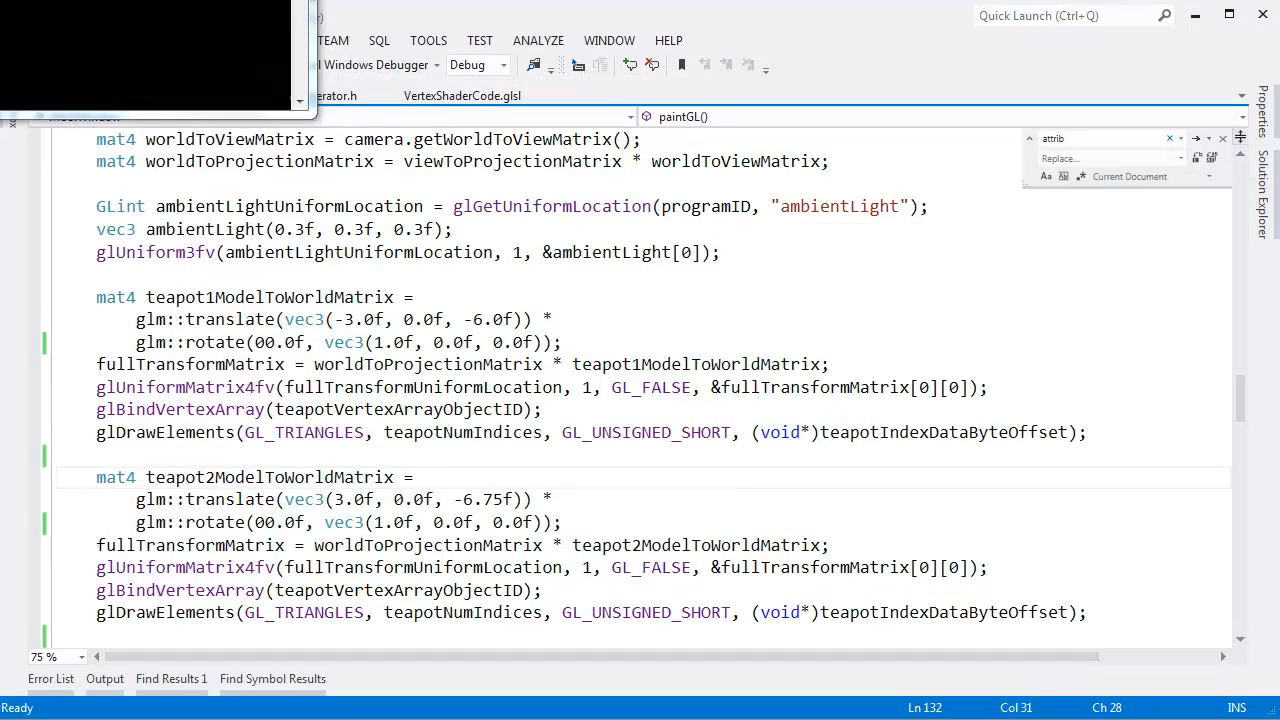 Quick Launch (Ctrl+Q)
TEAM SQL TOOLS TEST ANALYZE WINDOW HELP
Windows Debugger Debug
erator.h VertexShaderCode.glsl
paintGL()
mat4 worldToViewMatrix = camera.getWorldToViewMatrix();
mat4 worldToProjectionMatrix = viewToProjectionMatrix * worldToViewMatrix;
GLint ambientLightUniformLocation = glGetUniformLocation(programID, "ambientLight");
vec3 ambientLight(0.3f, 0.3f, 0.3f);
glUniform3fv(ambientLightUniformLocation, 1, &ambientLight[0]);
mat4 teapot1ModelToWorldMatrix =
glm::translate(vec3(-3.0f, 0.0f, -6.0f)) *
glm::rotate(00.0f, vec3(1.0f, 0.0f, 0.0f));
fullTransformMatrix = worldToProjectionMatrix * teapot1ModelToWorldMatrix;
glUniformMatrix4fv(fullTransformUniformLocation, 1, GL_FALSE, &fullTransformMatrix[0][0]);
glBindVertexArray(teapotVertexArrayObjectID);
glDrawElements(GL_TRIANGLES, teapotNumIndices, GL_UNSIGNED_SHORT, (void*)teapotIndexDataByteOffset);
mat4 teapot2ModelToWorldMatrix =
glm::translate(vec3(3.0f, 0.0f, -6.75f)) *
glm::rotate(00.0f, vec3(1.0f, 0.0f, 0.0f));
fullTransformMatrix = worldToProjectionMatrix * teapot2ModelToWorldMatrix;
glUniformMatrix4fv(fullTransformUniformLocation, 1, GL_FALSE, &fullTransformMatrix[0][0]);
glBindVertexArray(teapotVertexArrayObjectID);
glDrawElements(GL_TRIANGLES, teapotNumIndices, GL_UNSIGNED_SHORT, (void*)teapotIndexDataByteOffset);
attrib
Replace...
Aa Current Document
Properties
Solution Explorer
75 %
Error List Output Find Results 1 Find Symbol Results
Ready Ln 132 Col 31 Ch 28 INS